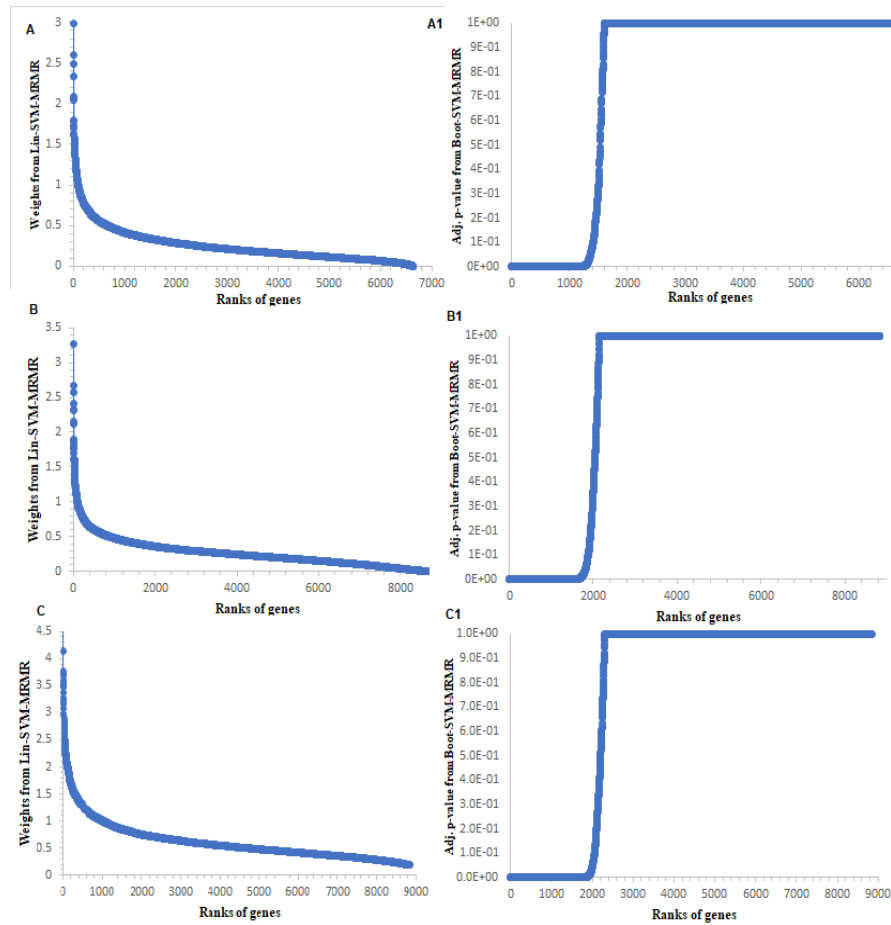 A
3
2.5
2
1.5
1
0.5
0
0 1000 2000 3000 4000 5000 6000 7000
Weights from Lin-SVM-MRMR
Ranks of genes
A1
1E+00
9E-01
8E-01
7E-01
6E-01
5E-01
4E-01
3E-01
2E-01
1E-01
0E+00
0 1000 2000 3000 4000 5000 6000
Adj. p-value from Boot-SVM-MRMR
Ranks of genes
B
3.5
3
2.5
2
1.5
1
0.5
0
0 2000 4000 6000 8000
Weights from Lin-SVM-MRMR
Ranks of genes
B1
1E+00
9E-01
8E-01
7E-01
6E-01
5E-01
4E-01
3E-01
2E-01
1E-01
0E+00
0 2000 4000 6000 8000
Adj. p-value from Boot-SVM-MRMR
Ranks of genes
C
4.5
4
3.5
3
2.5
2
1.5
1
0.5
0
0 1000 2000 3000 4000 5000 6000 7000 8000 9000
Weights from Lin-SVM-MRMR
Ranks of genes
C1
1.0E+00
9.0E-01
8.0E-01
7.0E-01
6.0E-01
5.0E-01
4.0E-01
3.0E-01
2.0E-01
1.0E-01
0.0E+00
0 1000 2000 3000 4000 5000 6000 7000 8000 9000
Adj. p-value from Boot-SVM-MRMR
Ranks of genes